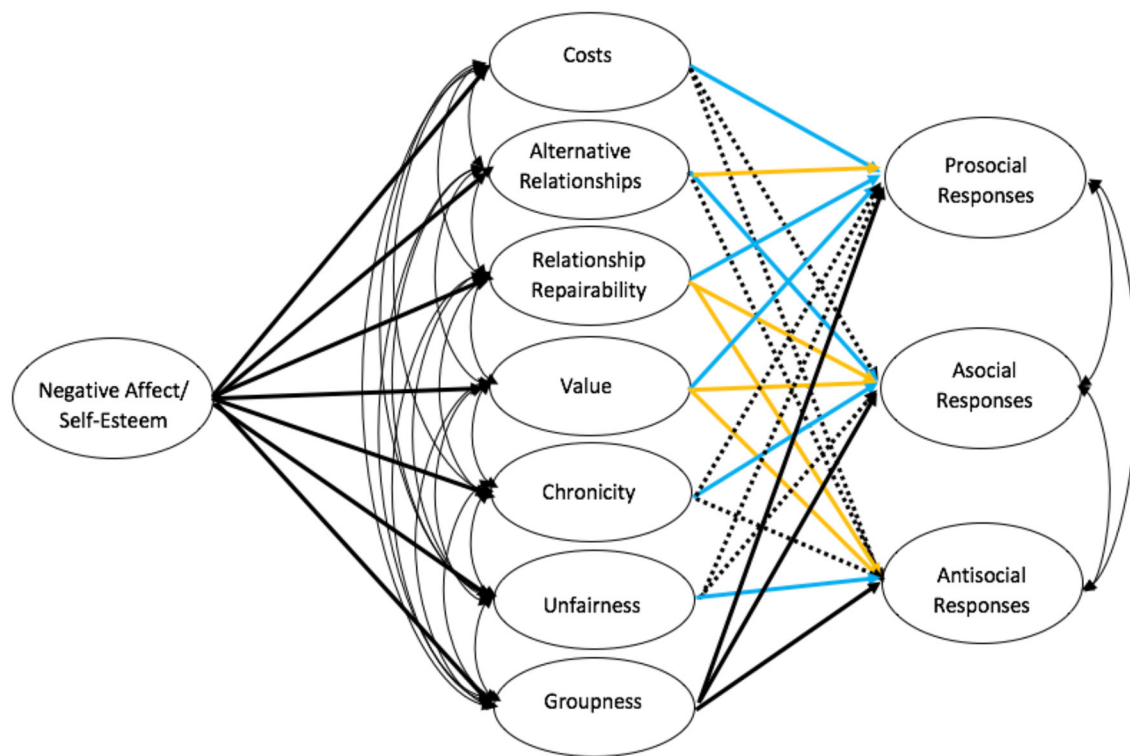 Costs
Alternative
Relationships
Relationship
Repairability
Value
Chronicity
Unfairness
Groupness
Negative Affect/
Self-Esteem
Prosocial
Responses
Asocial
Responses
Antisocial
Responses